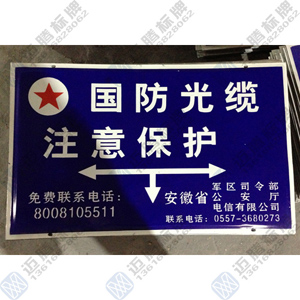 国防光缆
注意保护
免费联系电话：
8008105511
安徽省
军区司令部
公安厅
电信有限公司
联系电话：0557-3680273